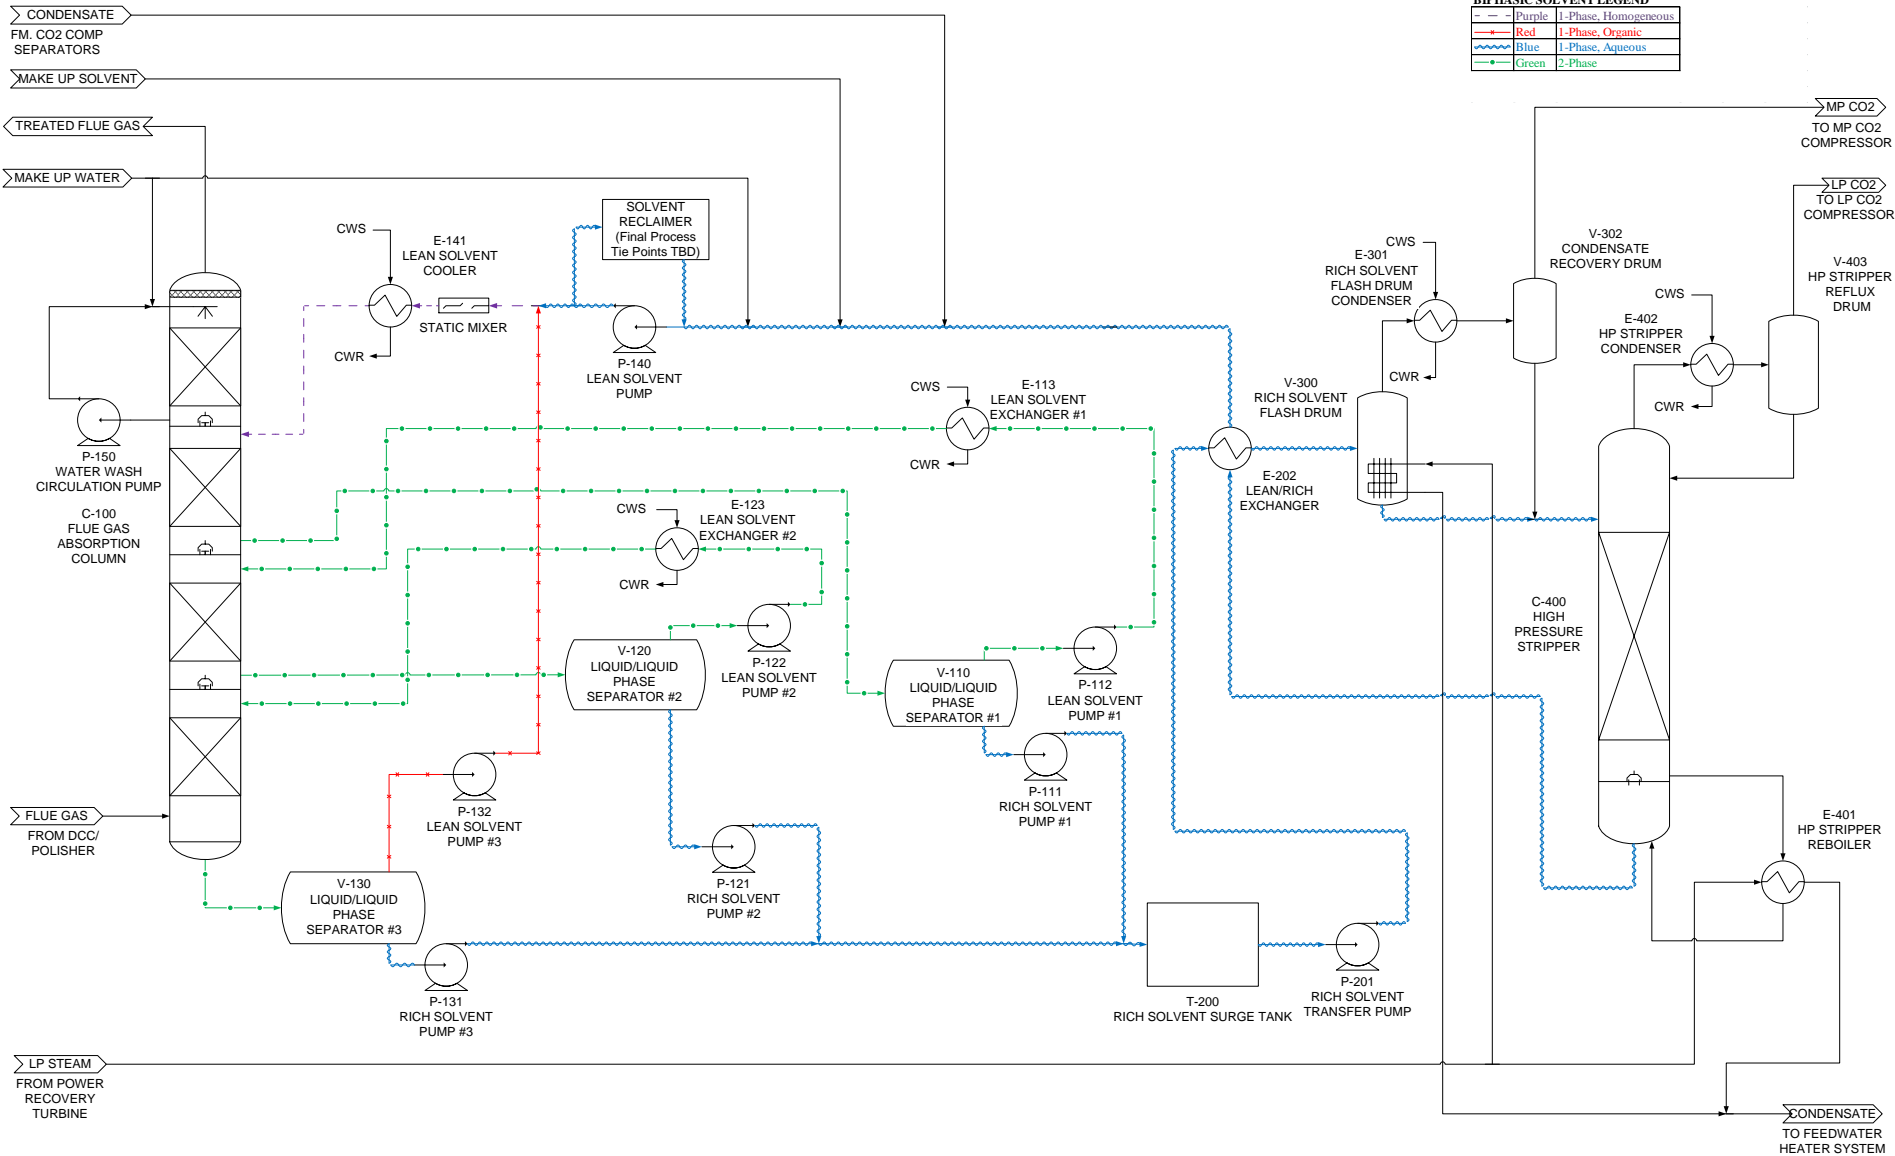 CONDENSATE
FM. CO2 COMP
SEPARATORS
MAKE UP SOLVENT
TREATED FLUE GAS
MAKE UP WATER
BIPHASIC SOLVENT LEGEND
Purple 1-Phase, Homogeneous
Red 1-Phase, Organic
Blue 1-Phase, Aqueous
Green 2-Phase
MP CO2
TO MP CO2
COMPRESSOR
LP CO2
TO LP CO2
COMPRESSOR
SOLVENT
RECLAIMER
(Final Process
Tie Points TBD)
CWS
E-141
LEAN SOLVENT
COOLER
STATIC MIXER
CWR
P-140
LEAN SOLVENT
PUMP
V-302
CONDENSATE
RECOVERY DRUM
CWS
E-301
RICH SOLVENT
FLASH DRUM
CONDENSER
CWR
V-403
HP STRIPPER
REFLUX
DRUM
CWS
E-402
HP STRIPPER
CONDENSER
CWR
V-300
RICH SOLVENT
FLASH DRUM
CWS
E-113
LEAN SOLVENT
EXCHANGER #1
CWR
P-150
WATER WASH
CIRCULATION PUMP
C-100
FLUE GAS
ABSORPTION
COLUMN
E-202
LEAN/RICH
EXCHANGER
CWS
E-123
LEAN SOLVENT
EXCHANGER #2
CWR
C-400
HIGH
PRESSURE
STRIPPER
V-120
LIQUID/LIQUID
PHASE
SEPARATOR #2
P-122
LEAN SOLVENT
PUMP #2
V-110
LIQUID/LIQUID
PHASE
SEPARATOR #1
P-112
LEAN SOLVENT
PUMP #1
P-111
RICH SOLVENT
PUMP #1
P-132
LEAN SOLVENT
PUMP #3
FLUE GAS
FROM DCC/
POLISHER
E-401
HP STRIPPER
REBOILER
V-130
LIQUID/LIQUID
PHASE
SEPARATOR #3
P-121
RICH SOLVENT
PUMP #2
P-131
RICH SOLVENT
PUMP #3
T-200
RICH SOLVENT SURGE TANK
P-201
RICH SOLVENT
TRANSFER PUMP
LP STEAM
FROM POWER
RECOVERY
TURBINE
CONDENSATE
TO FEEDWATER
HEATER SYSTEM